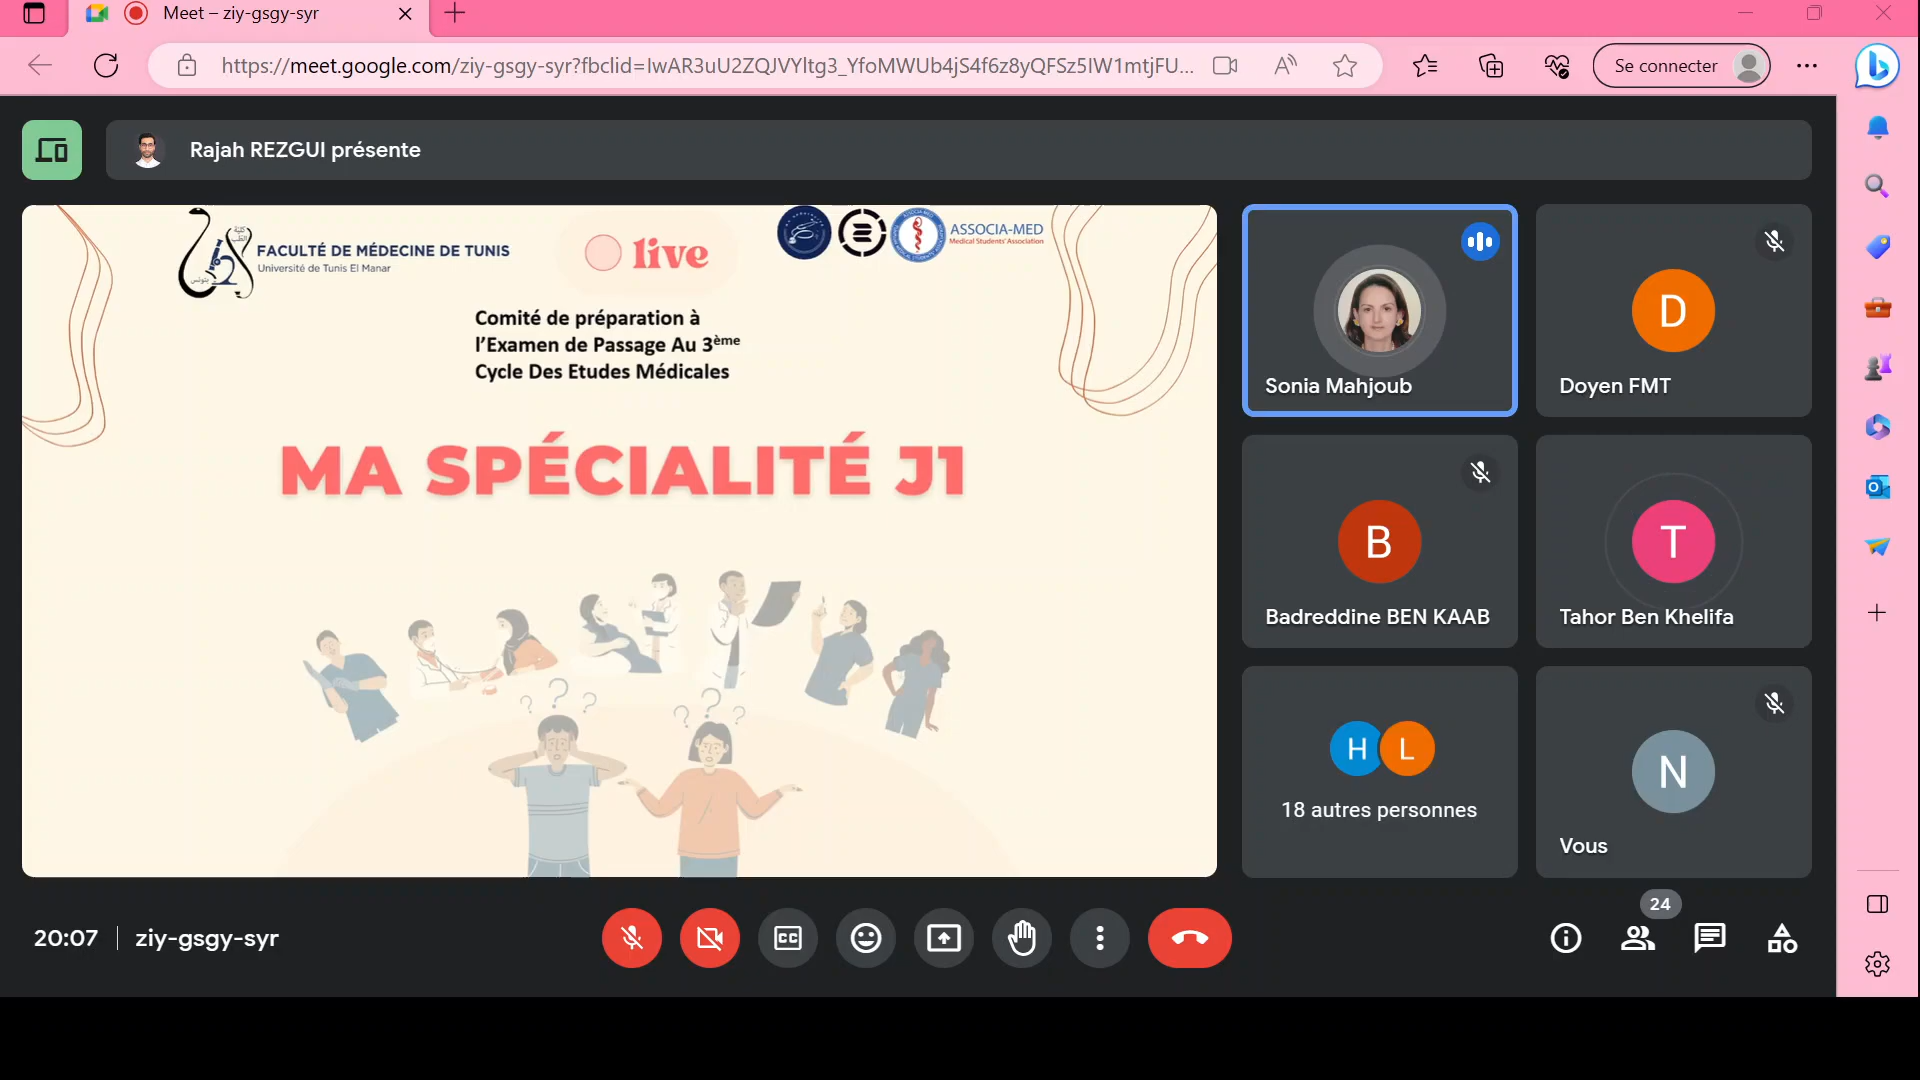 Meet – ziy-gsgy-syr
https://meet.google.com/ziy-gsgy-syr?fbclid=IwAR3uU2ZQJVYltg3_YfoMWUb4jS4f6z8yQFSz5IW1mtjFU...
Se connecter
Rajah REZGUI présente
FACULTÉ DE MÉDECINE DE TUNIS
Université de Tunis El Manar
live
ASSOCIA-MED
Medical Students' Association
Comité de préparation à
l'Examen de Passage Au 3ème
Cycle Des Etudes Médicales
MA SPÉCIALITÉ J1
Sonia Mahjoub
D
Doyen FMT
B
Badreddine BEN KAAB
T
Tahor Ben Khelifa
H L
18 autres personnes
N
Vous
20:07 | ziy-gsgy-syr
24